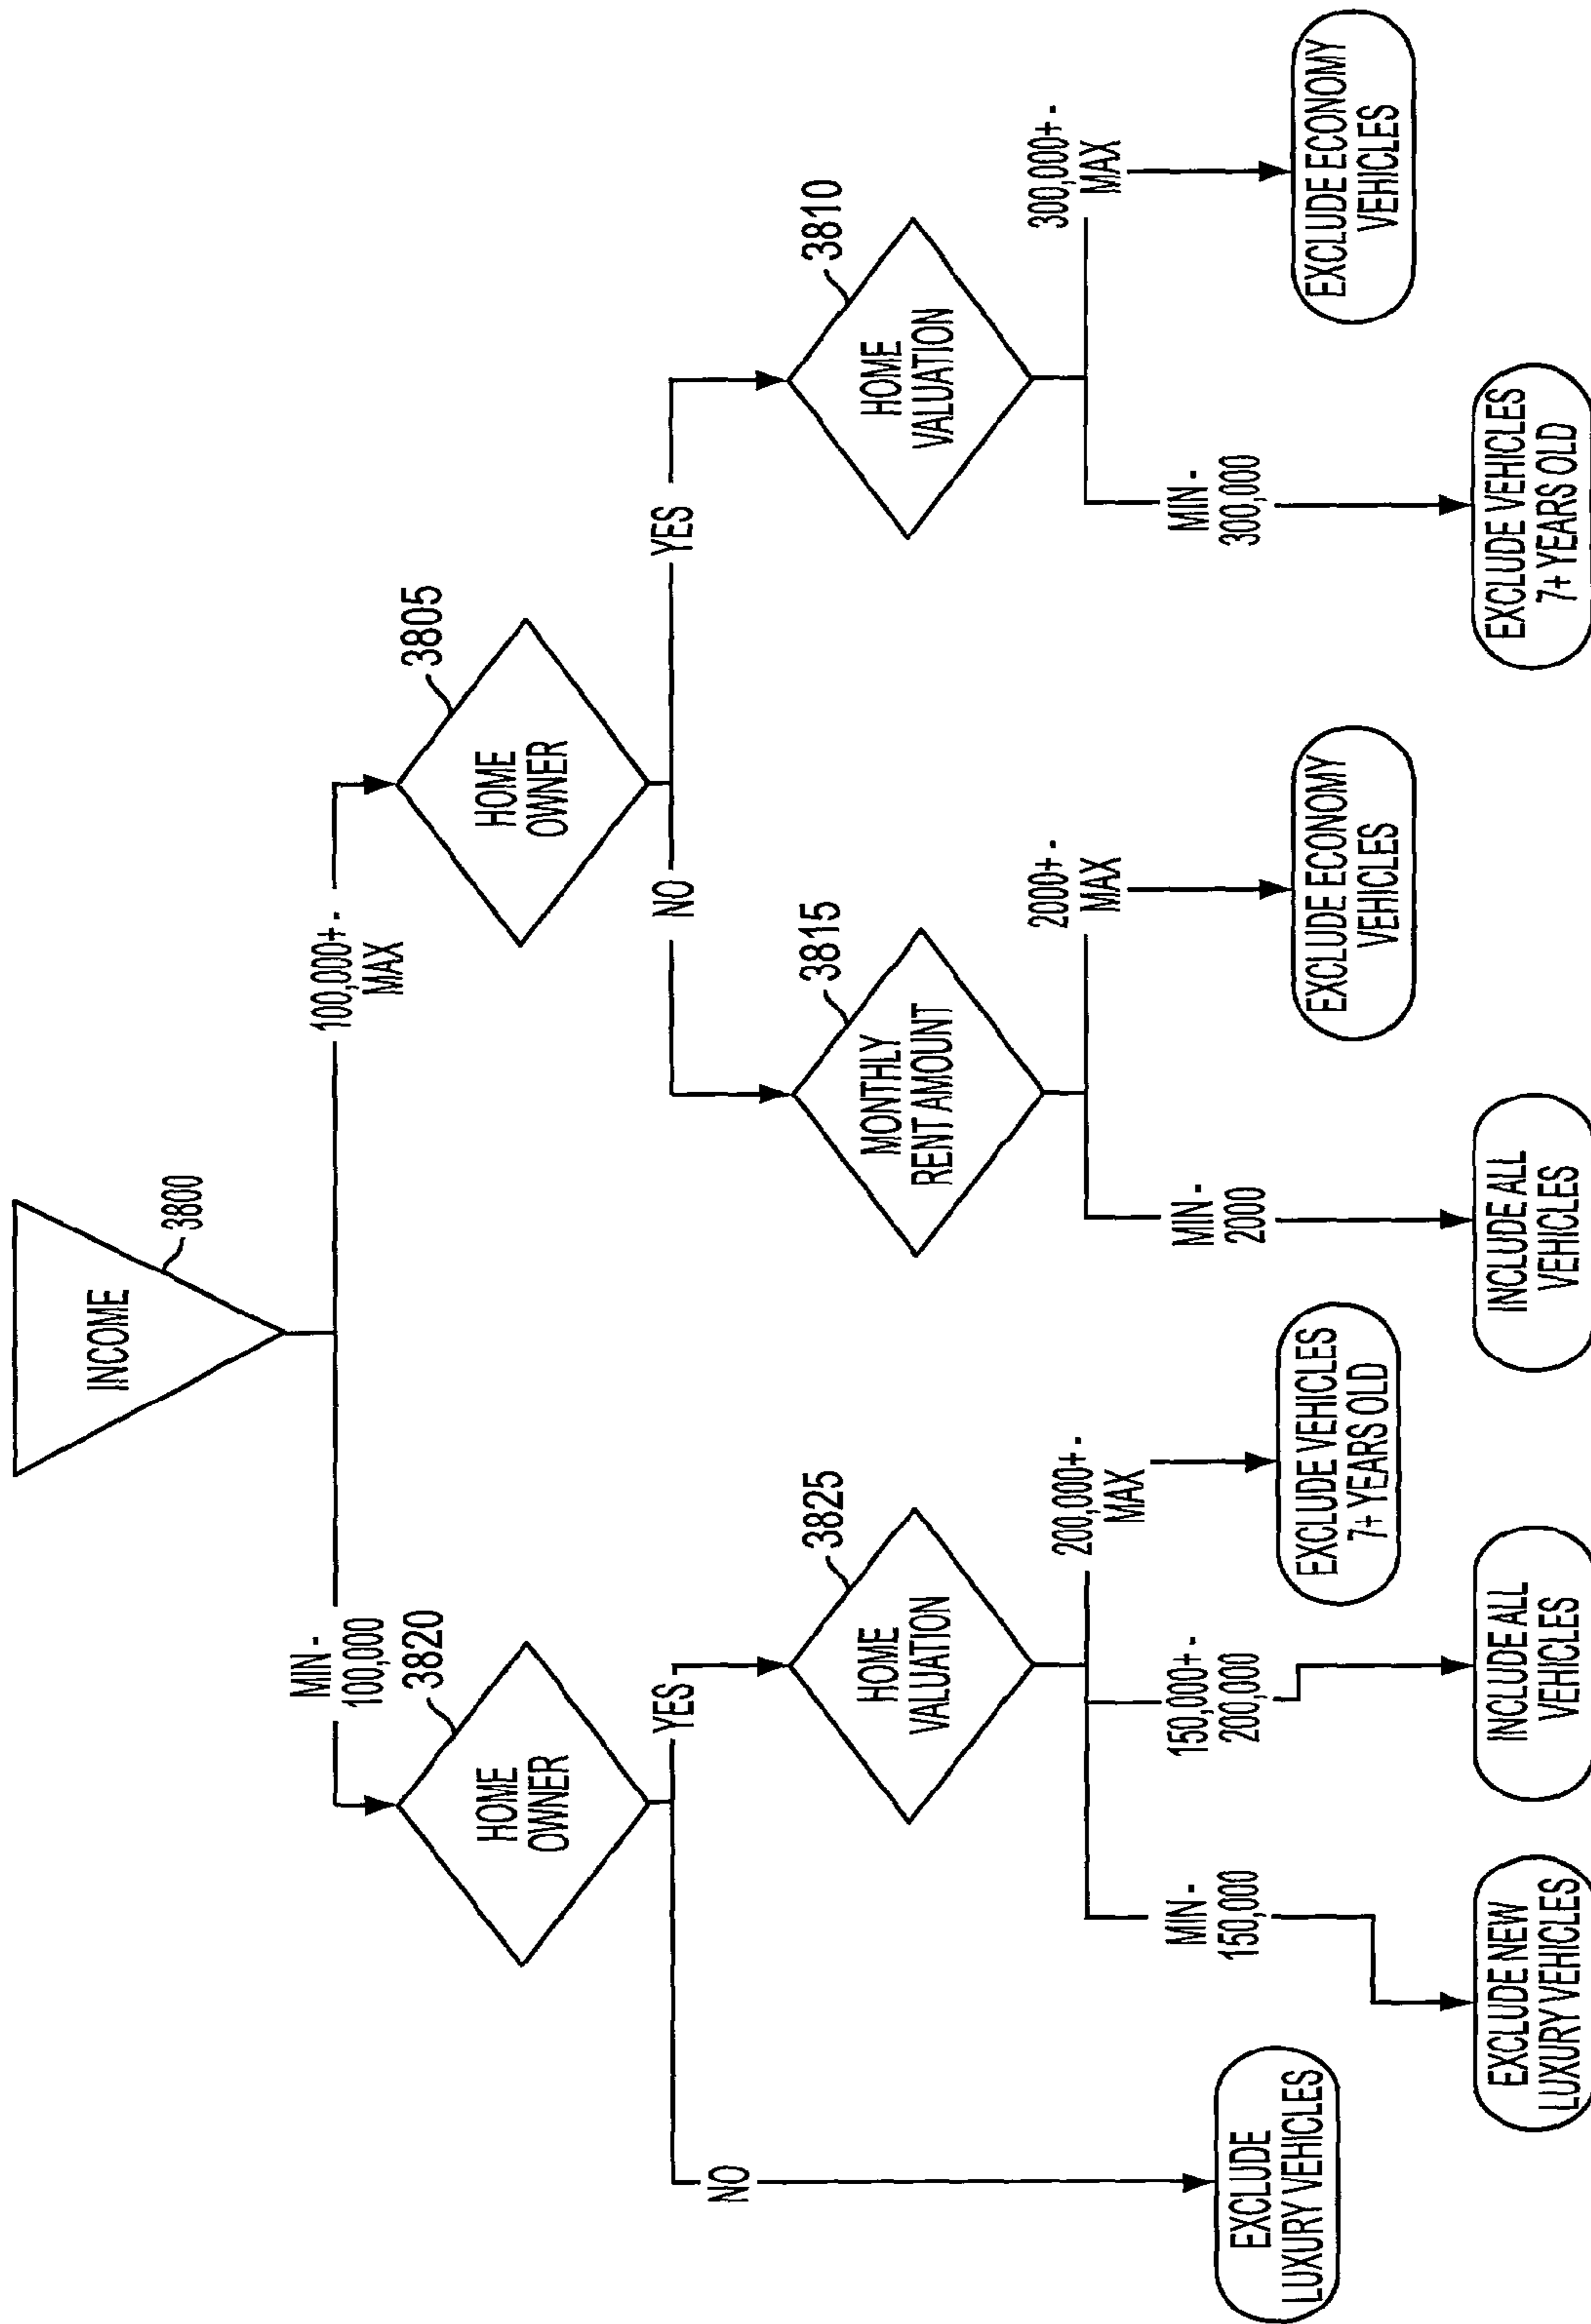 INCOME
3800
MIN -
100,000
100,000+ -
MAX
3820
HOME
OWNER
3805
HOME
OWNER
NO
YES
NO
YES
3825
HOME
VALUATION
3815
MONTHLY
RENT AMOUNT
3810
HOME
VALUATION
MIN -
150,000
150,000+ -
200,000
200,000+ -
MAX
MIN -
2000
2000+ -
MAX
MIN -
300,000
300,000+ -
MAX
EXCLUDE
LUXURY VEHICLES
EXCLUDE NEW
LUXURY VEHICLES
INCLUDE ALL
VEHICLES
EXCLUDE VEHICLES
7+ YEARS OLD
INCLUDE ALL
VEHICLES
EXCLUDE ECONOMY
VEHICLES
EXCLUDE VEHICLES
7+ YEARS OLD
EXCLUDE ECONOMY
VEHICLES